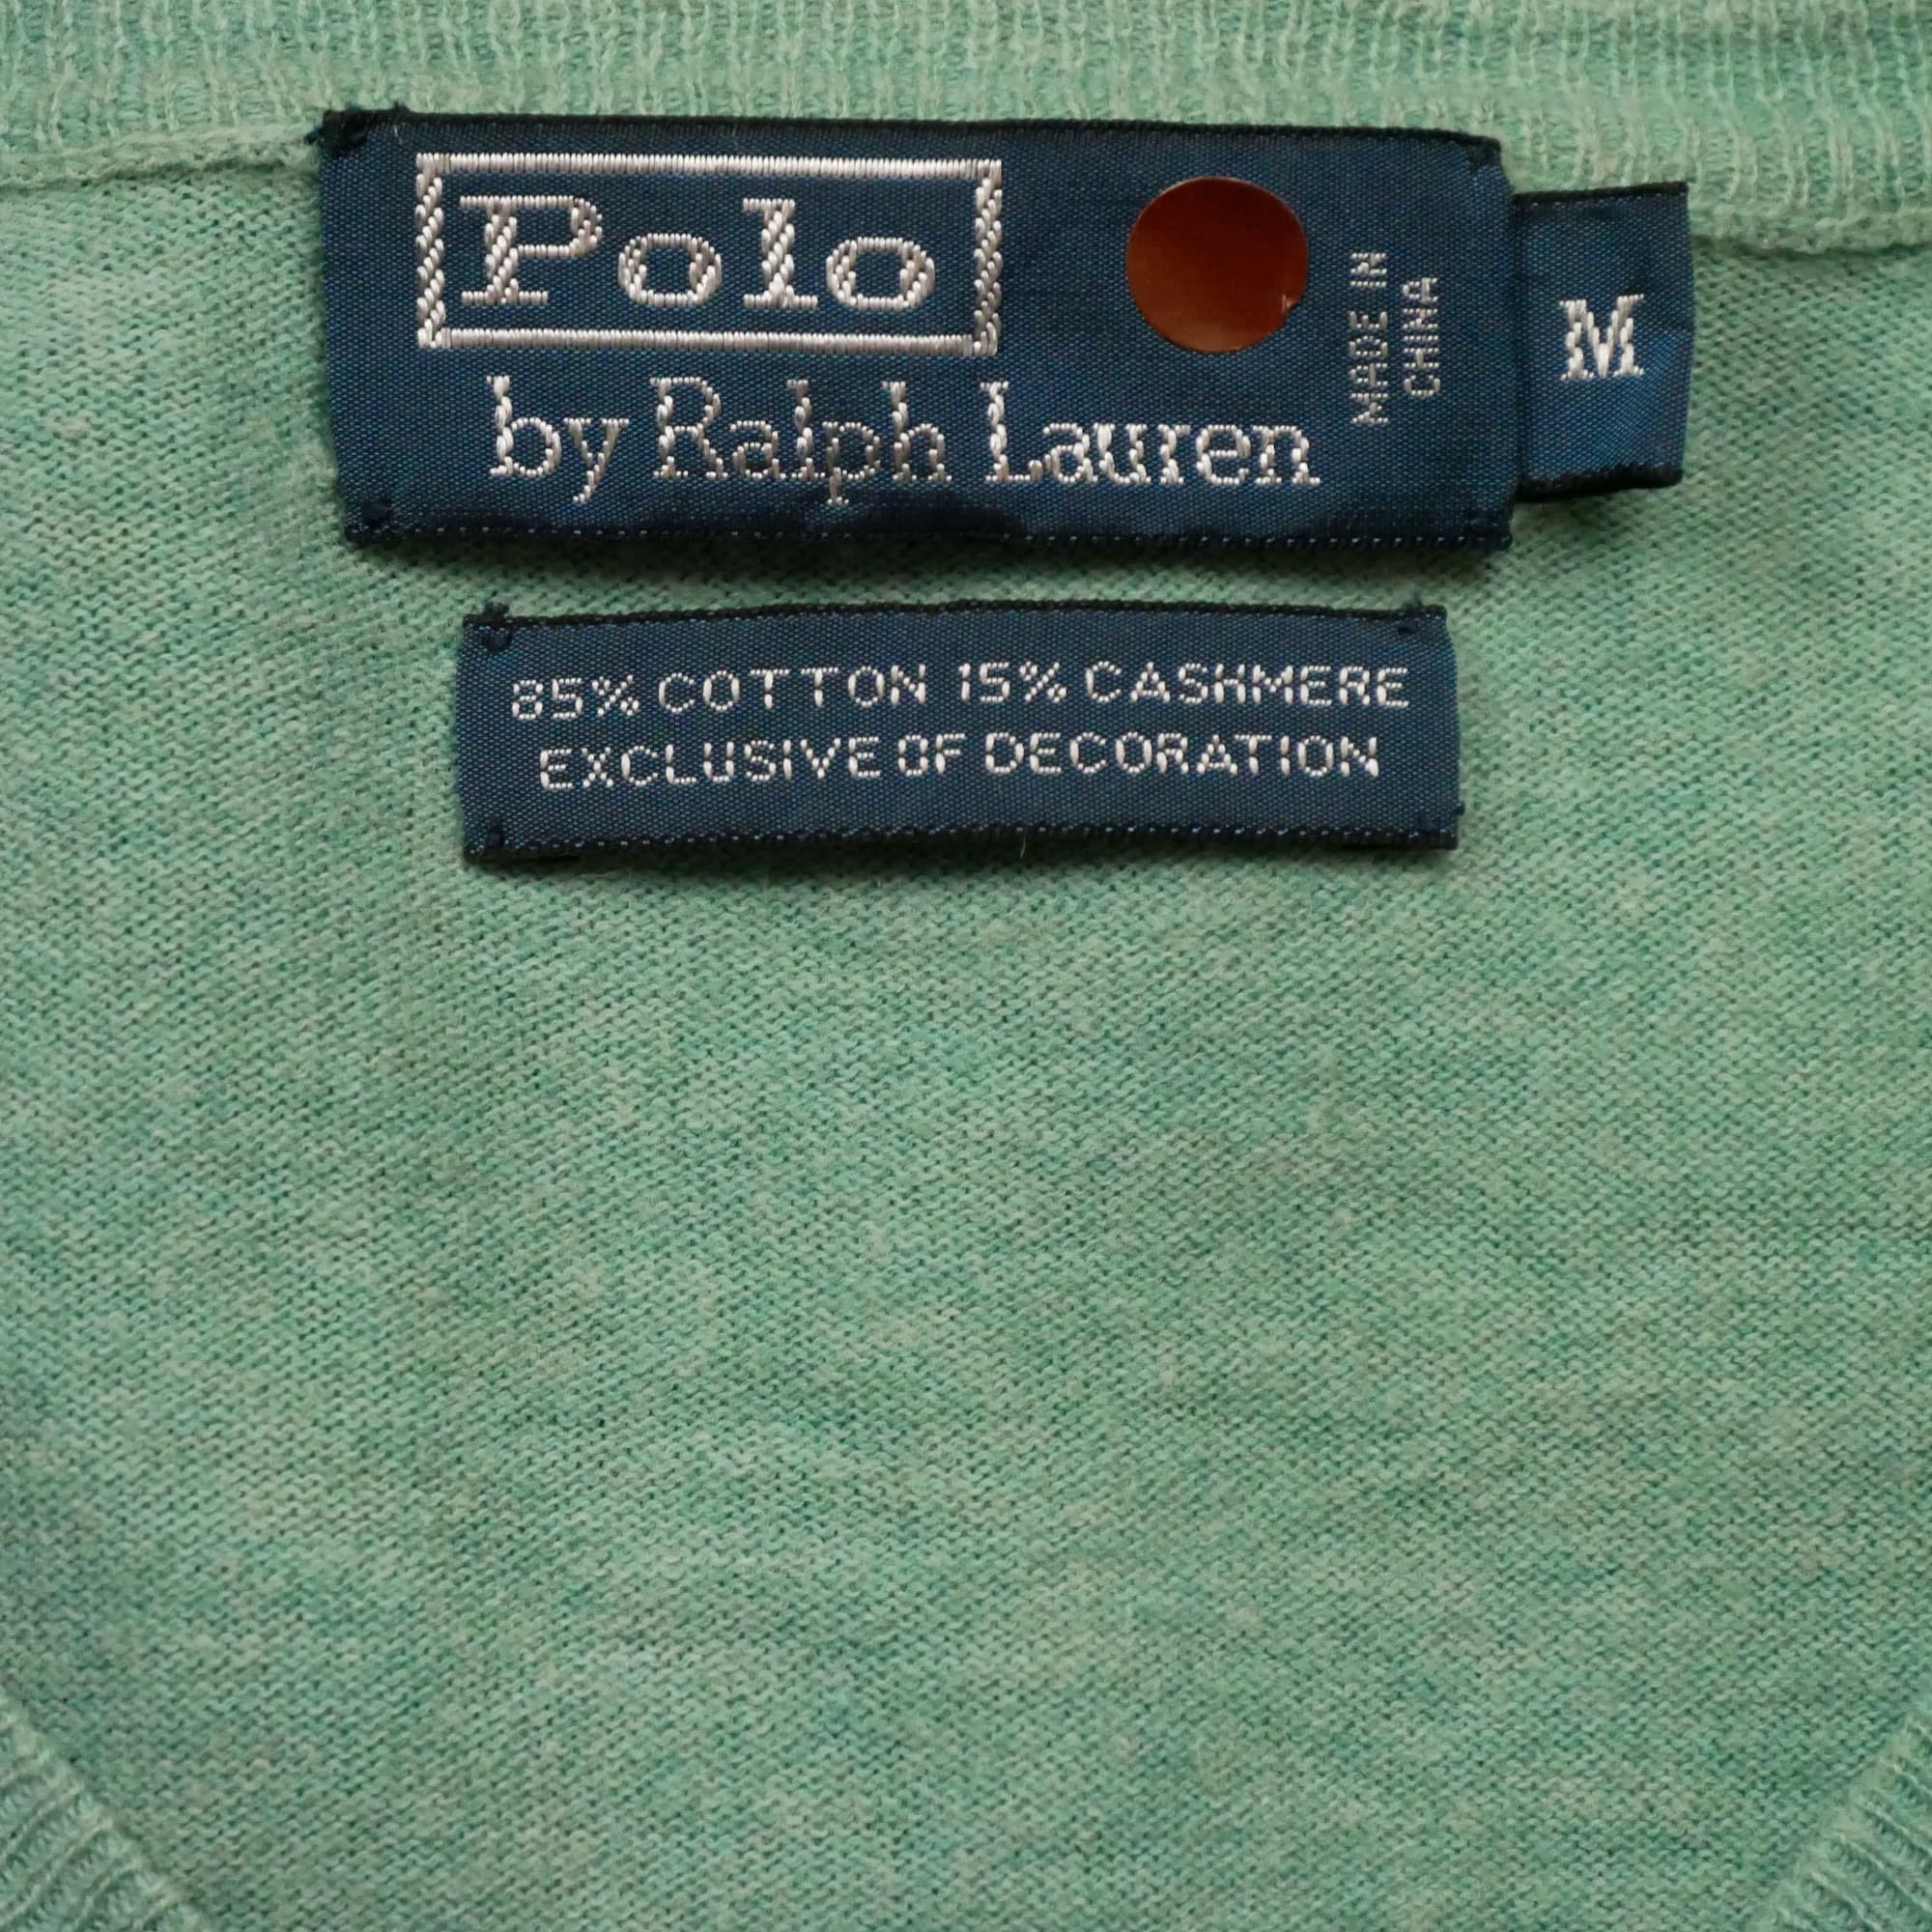 Polo
by Ralph Lauren
MADE IN
CHINA
M
85% COTTON 15% CASHMERE
EXCLUSIVE OF DECORATION